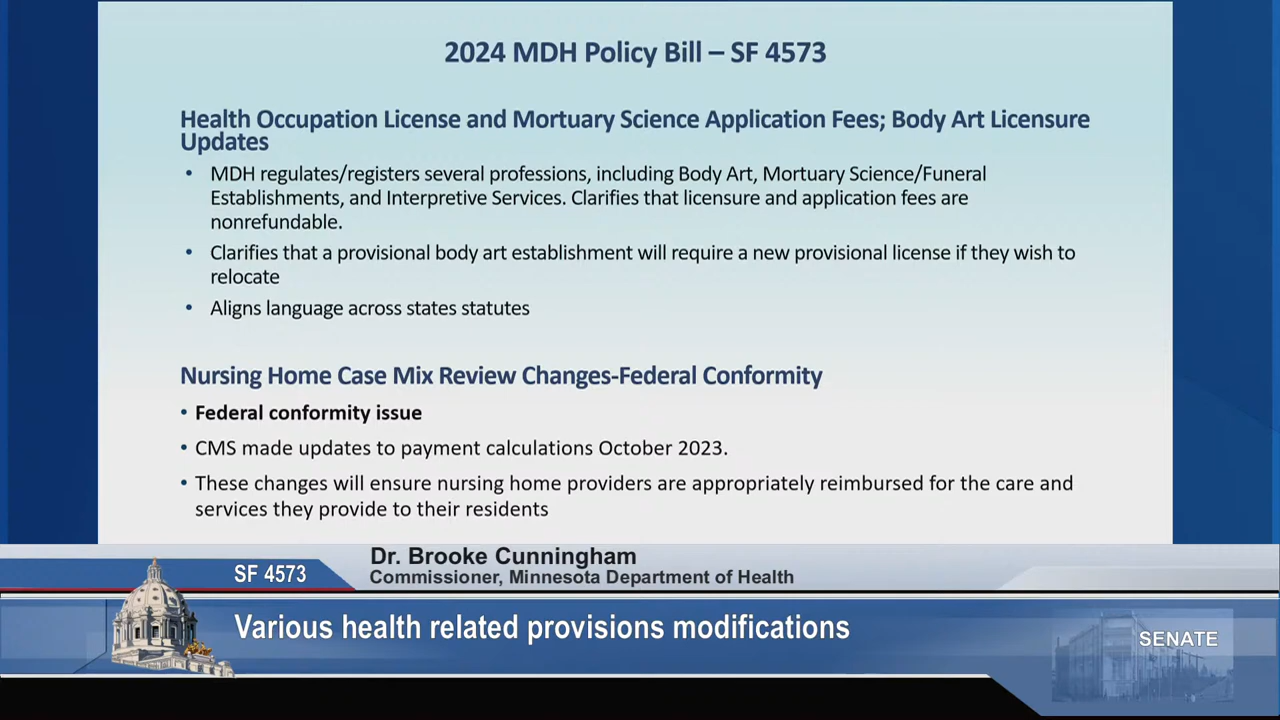 2024 MDH Policy Bill – SF 4573
Health Occupation License and Mortuary Science Application Fees; Body Art Licensure
Updates
• MDH regulates/registers several professions, including Body Art, Mortuary Science/Funeral
Establishments, and Interpretive Services. Clarifies that licensure and application fees are
nonrefundable.
• Clarifies that a provisional body art establishment will require a new provisional license if they wish to
relocate
• Aligns language across states statutes
Nursing Home Case Mix Review Changes-Federal Conformity
• Federal conformity issue
• CMS made updates to payment calculations October 2023.
• These changes will ensure nursing home providers are appropriately reimbursed for the care and
services they provide to their residents
Dr. Brooke Cunningham
SF 4573
Commissioner, Minnesota Department of Health
Various health related provisions modifications
SENATE